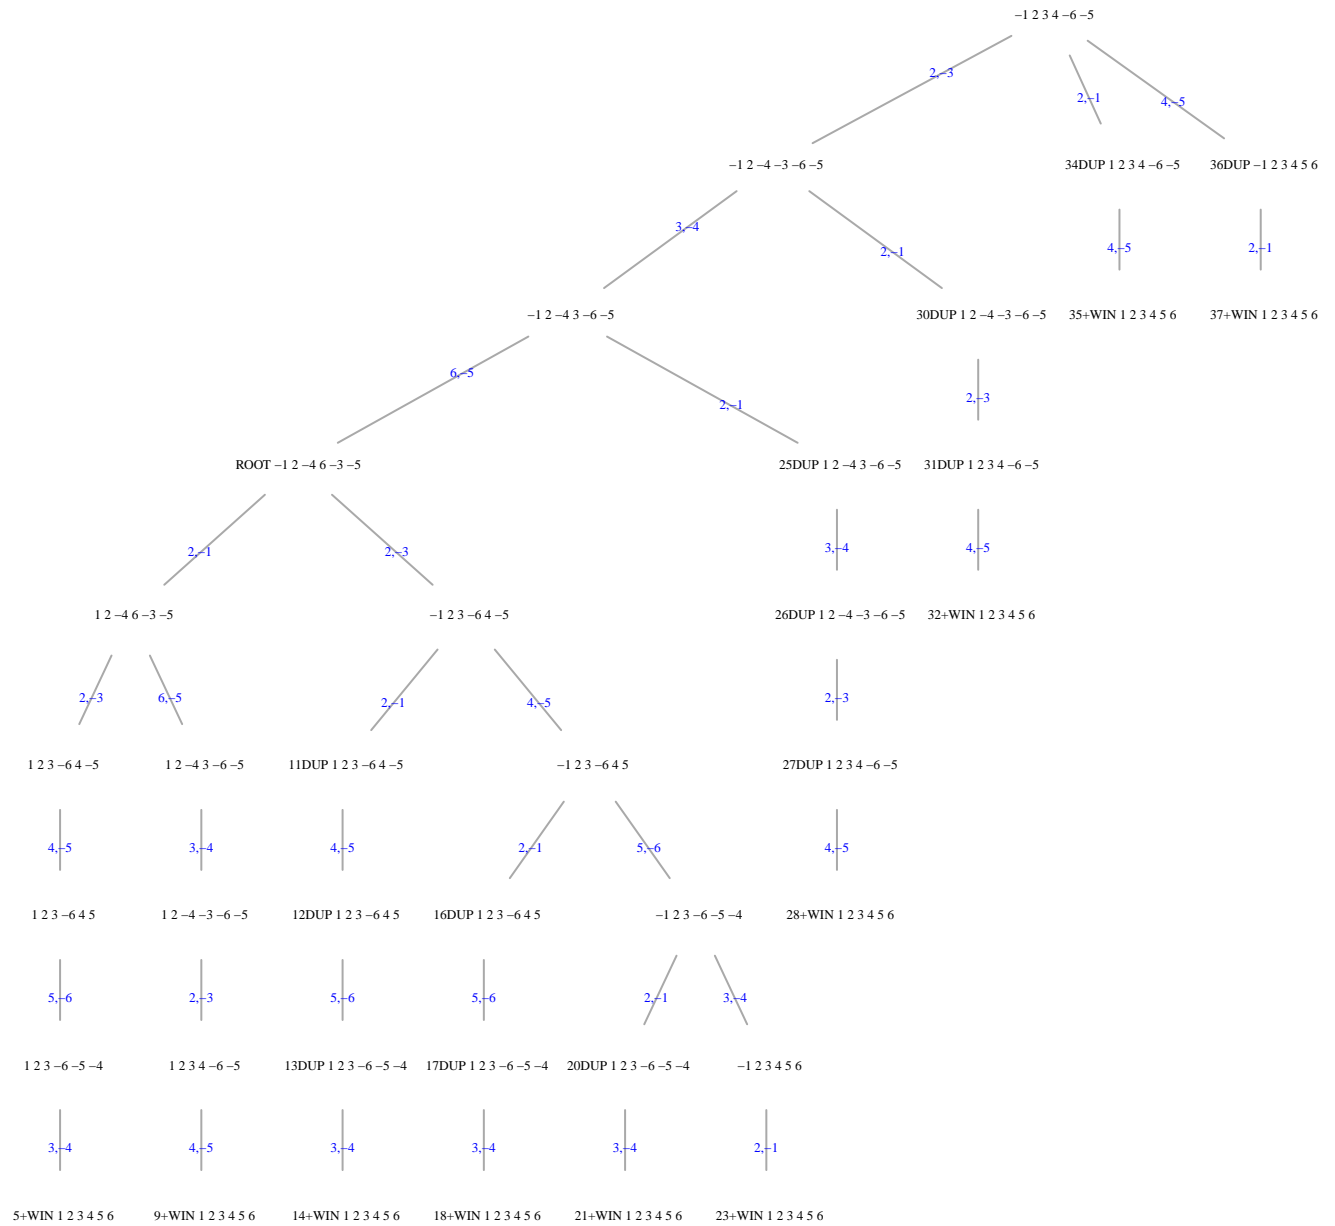 −1 2 3 4 −6 −5
2,−3
2,−1
4,−5
−1 2 −4 −3 −6 −5
34DUP 1 2 3 4 −6 −5
36DUP −1 2 3 4 5 6
3,−4
2,−1
4,−5
2,−1
−1 2 −4 3 −6 −5
30DUP 1 2 −4 −3 −6 −5
35+WIN 1 2 3 4 5 6
37+WIN 1 2 3 4 5 6
6,−5
2,−1
2,−3
ROOT −1 2 −4 6 −3 −5
25DUP 1 2 −4 3 −6 −5
31DUP 1 2 3 4 −6 −5
2,−1
2,−3
3,−4
4,−5
1 2 −4 6 −3 −5
−1 2 3 −6 4 −5
26DUP 1 2 −4 −3 −6 −5
32+WIN 1 2 3 4 5 6
2,−3
6,−5
2,−1
4,−5
2,−3
1 2 3 −6 4 −5
1 2 −4 3 −6 −5
11DUP 1 2 3 −6 4 −5
−1 2 3 −6 4 5
27DUP 1 2 3 4 −6 −5
4,−5
3,−4
4,−5
2,−1
5,−6
4,−5
1 2 3 −6 4 5
1 2 −4 −3 −6 −5
12DUP 1 2 3 −6 4 5
16DUP 1 2 3 −6 4 5
−1 2 3 −6 −5 −4
28+WIN 1 2 3 4 5 6
5,−6
2,−3
5,−6
5,−6
2,−1
3,−4
1 2 3 −6 −5 −4
1 2 3 4 −6 −5
13DUP 1 2 3 −6 −5 −4
17DUP 1 2 3 −6 −5 −4
20DUP 1 2 3 −6 −5 −4
−1 2 3 4 5 6
3,−4
4,−5
3,−4
3,−4
3,−4
2,−1
5+WIN 1 2 3 4 5 6
9+WIN 1 2 3 4 5 6
14+WIN 1 2 3 4 5 6
18+WIN 1 2 3 4 5 6
21+WIN 1 2 3 4 5 6
23+WIN 1 2 3 4 5 6